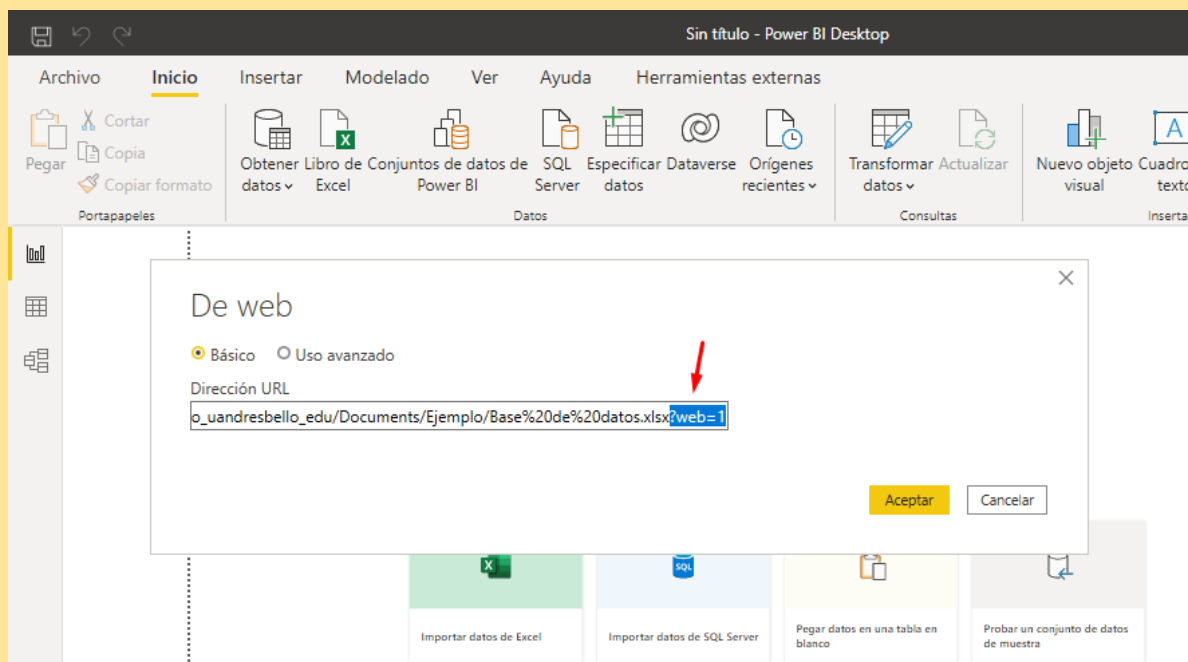 Sin título - Power BI Desktop
Archivo Inicio Insertar Modelado Ver Ayuda Herramientas externas
Pegar
Cortar
Copia
Copiar formato
Portapapeles
Obtener datos
Libro de Excel
Conjuntos de datos de Power BI
SQL Server
Especificar datos
Dataverse
Orígenes recientes
Datos
Transformar datos
Actualizar
Consultas
Nuevo objeto visual
Cuadro
texto
Inserta
De web
Básico Uso avanzado
Dirección URL
o_uandresbello_edu/Documents/Ejemplo/Base%20de%20datos.xlsx?web=1
Aceptar Cancelar
X
SQL
Importar datos de Excel
Importar datos de SQL Server
Pegar datos en una tabla en
blanco
Probar un conjunto de datos
de muestra